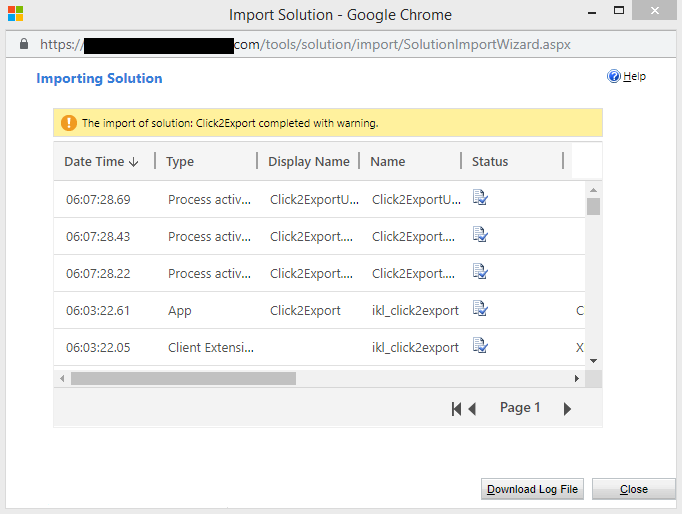 Import Solution - Google Chrome
https://
com/tools/solution/import/SolutionImportWizard.aspx
Importing Solution
Help
The import of solution: Click2Export completed with warning.
Date Time Type Display Name Name Status
06:07:28.69 Process activ... Click2ExportU... Click2ExportU...
06:07:28.43 Process activ... Click2Export.... Click2Export....
06:07:28.22 Process activ... Click2Export.... Click2Export....
06:03:22.61 App Click2Export ikl_click2export C
06:03:22.05 Client Extensi... ikl_click2export X
Page 1
Download Log File Close